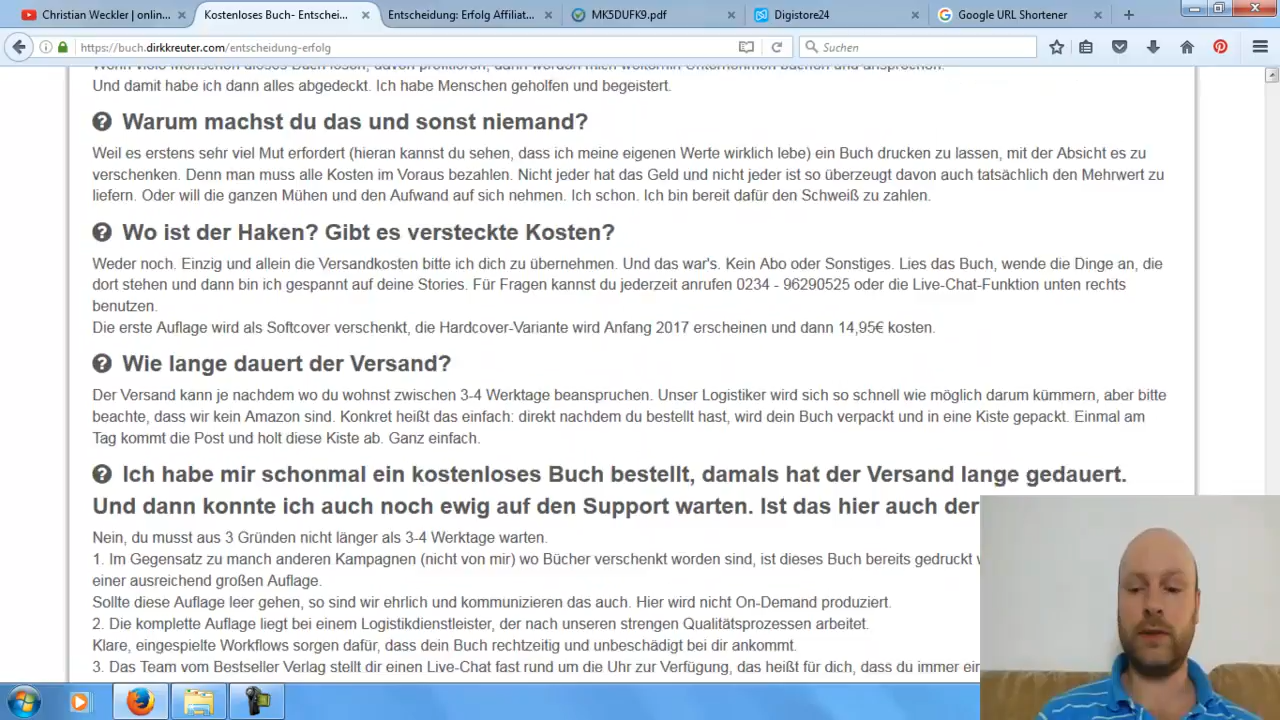 Christian Weckler | online ...
Kostenloses Buch- Entschei...
Entscheidung: Erfolg Affiliat...
MK5DUFK9.pdf
Digistore24
Google URL Shortener
https://buch.dirkkreuter.com/entscheidung-erfolg
Suchen
Und damit habe ich dann alles abgedeckt. Ich habe Menschen geholfen und begeistert.
Warum machst du das und sonst niemand?
Weil es erstens sehr viel Mut erfordert (hieran kannst du sehen, dass ich meine eigenen Werte wirklich lebe) ein Buch drucken zu lassen, mit der Absicht es zu
verschenken. Denn man muss alle Kosten im Voraus bezahlen. Nicht jeder hat das Geld und nicht jeder ist so überzeugt davon auch tatsächlich den Mehrwert zu
liefern. Oder will die ganzen Mühen und den Aufwand auf sich nehmen. Ich schon. Ich bin bereit dafür den Schweiß zu zahlen.
Wo ist der Haken? Gibt es versteckte Kosten?
Weder noch. Einzig und allein die Versandkosten bitte ich dich zu übernehmen. Und das war's. Kein Abo oder Sonstiges. Lies das Buch, wende die Dinge an, die
dort stehen und dann bin ich gespannt auf deine Stories. Für Fragen kannst du jederzeit anrufen 0234 - 96290525 oder die Live-Chat-Funktion unten rechts
benutzen.
Die erste Auflage wird als Softcover verschenkt, die Hardcover-Variante wird Anfang 2017 erscheinen und dann 14,95€ kosten.
Wie lange dauert der Versand?
Der Versand kann je nachdem wo du wohnst zwischen 3-4 Werktage beanspruchen. Unser Logistiker wird sich so schnell wie möglich darum kümmern, aber bitte
beachte, dass wir kein Amazon sind. Konkret heißt das einfach: direkt nachdem du bestellt hast, wird dein Buch verpackt und in eine Kiste gepackt. Einmal am
Tag kommt die Post und holt diese Kiste ab. Ganz einfach.
Ich habe mir schonmal ein kostenloses Buch bestellt, damals hat der Versand lange gedauert.
Und dann konnte ich auch noch ewig auf den Support warten. Ist das hier auch der
Nein, du musst aus 3 Gründen nicht länger als 3-4 Werktage warten.
1. Im Gegensatz zu manch anderen Kampagnen (nicht von mir) wo Bücher verschenkt worden sind, ist dieses Buch bereits gedruckt
einer ausreichend großen Auflage.
Sollte diese Auflage leer gehen, so sind wir ehrlich und kommunizieren das auch. Hier wird nicht On-Demand produziert.
2. Die komplette Auflage liegt bei einem Logistikdienstleister, der nach unseren strengen Qualitätsprozessen arbeitet.
Klare, eingespielte Workflows sorgen dafür, dass dein Buch rechtzeitig und unbeschädigt bei dir ankommt.
3. Das Team vom Bestseller Verlag stellt dir einen Live-Chat fast rund um die Uhr zur Verfügung, das heißt für dich, dass du immer